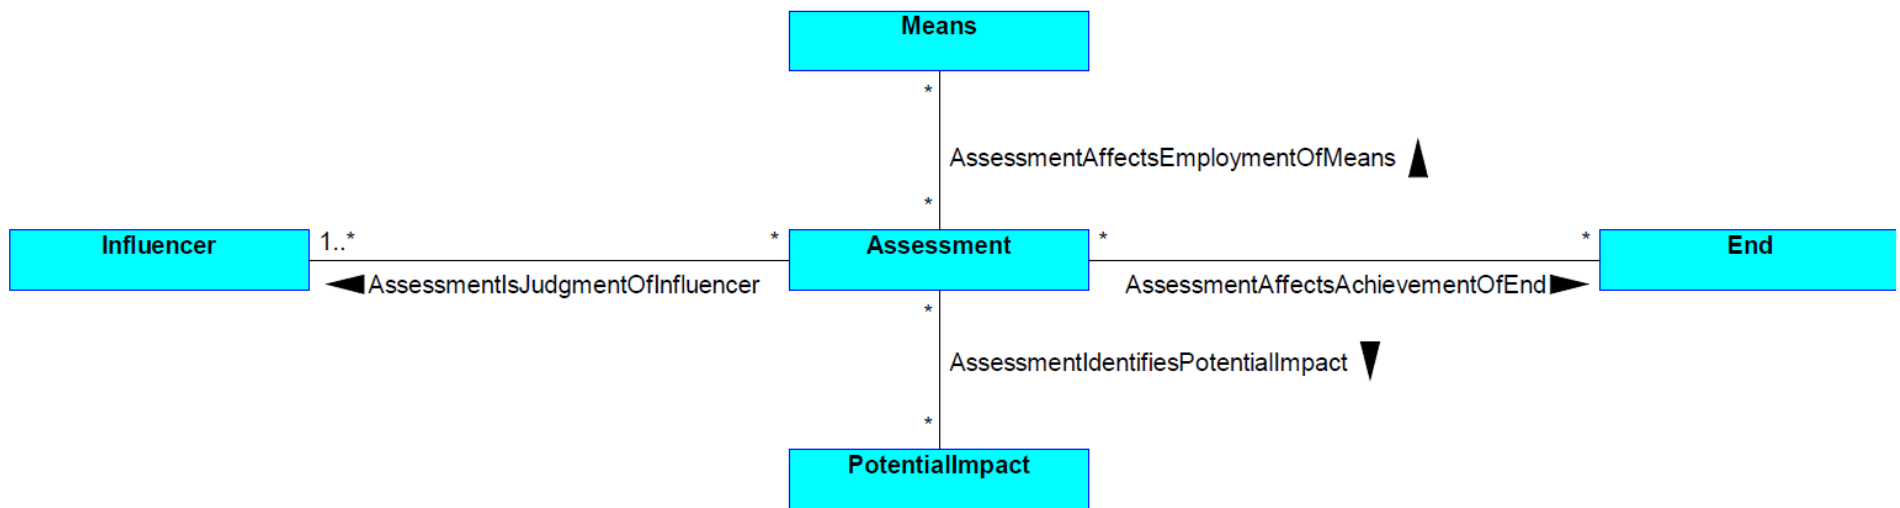 Means
*
AssessmentAffectsEmploymentOfMeans
*
Influencer
1..*
*
Assessment
*
*
End
AssessmentIsJudgmentOfInfluencer
AssessmentAffectsAchievementOfEnd
*
AssessmentIdentifiesPotentialImpact
*
PotentialImpact